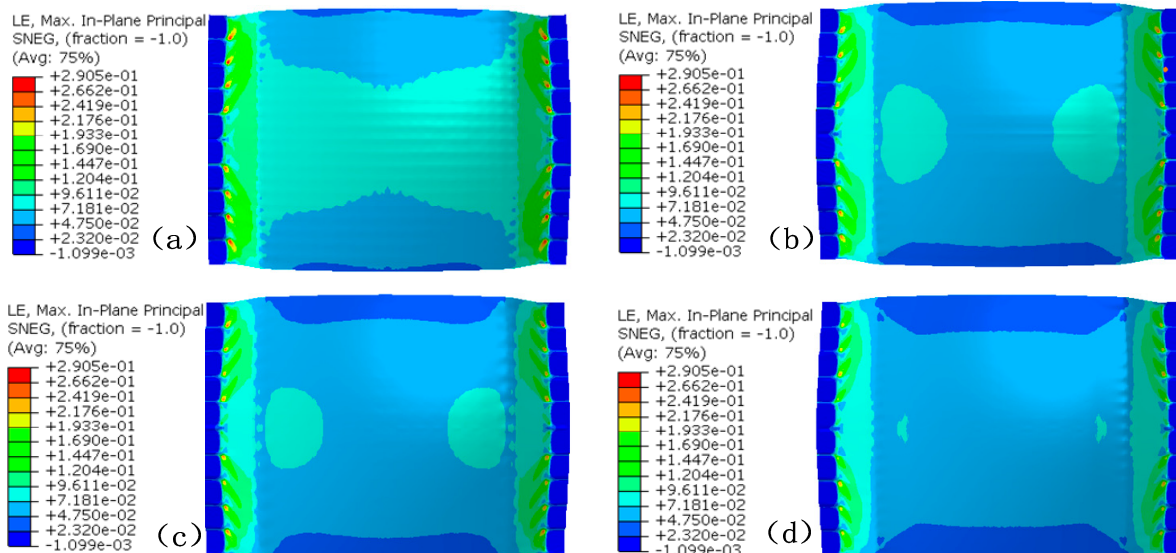 LE, Max. In-Plane Principal
SNEG, (fraction = -1.0)
(Avg: 75%)
+2.905e-01
+2.662e-01
+2.419e-01
+2.176e-01
+1.933e-01
+1.690e-01
+1.447e-01
+1.204e-01
+9.611e-02
+7.181e-02
+4.750e-02
+2.320e-02
-1.099e-03
(a)
LE, Max. In-Plane Principal
SNEG, (fraction = -1.0)
(Avg: 75%)
+2.905e-01
+2.662e-01
+2.419e-01
+2.176e-01
+1.933e-01
+1.690e-01
+1.447e-01
+1.204e-01
+9.611e-02
+7.181e-02
+4.750e-02
+2.320e-02
-1.099e-03
(b)
LE, Max. In-Plane Principal
SNEG, (fraction = -1.0)
(Avg: 75%)
+2.905e-01
+2.662e-01
+2.419e-01
+2.176e-01
+1.933e-01
+1.690e-01
+1.447e-01
+1.204e-01
+9.611e-02
+7.181e-02
+4.750e-02
+2.320e-02
-1.099e-03
(c)
LE, Max. In-Plane Principal
SNEG, (fraction = -1.0)
(Avg: 75%)
+2.905e-01
+2.662e-01
+2.419e-01
+2.176e-01
+1.933e-01
+1.690e-01
+1.447e-01
+1.204e-01
+9.611e-02
+7.181e-02
+4.750e-02
+2.320e-02
-1.099e-03
(d)